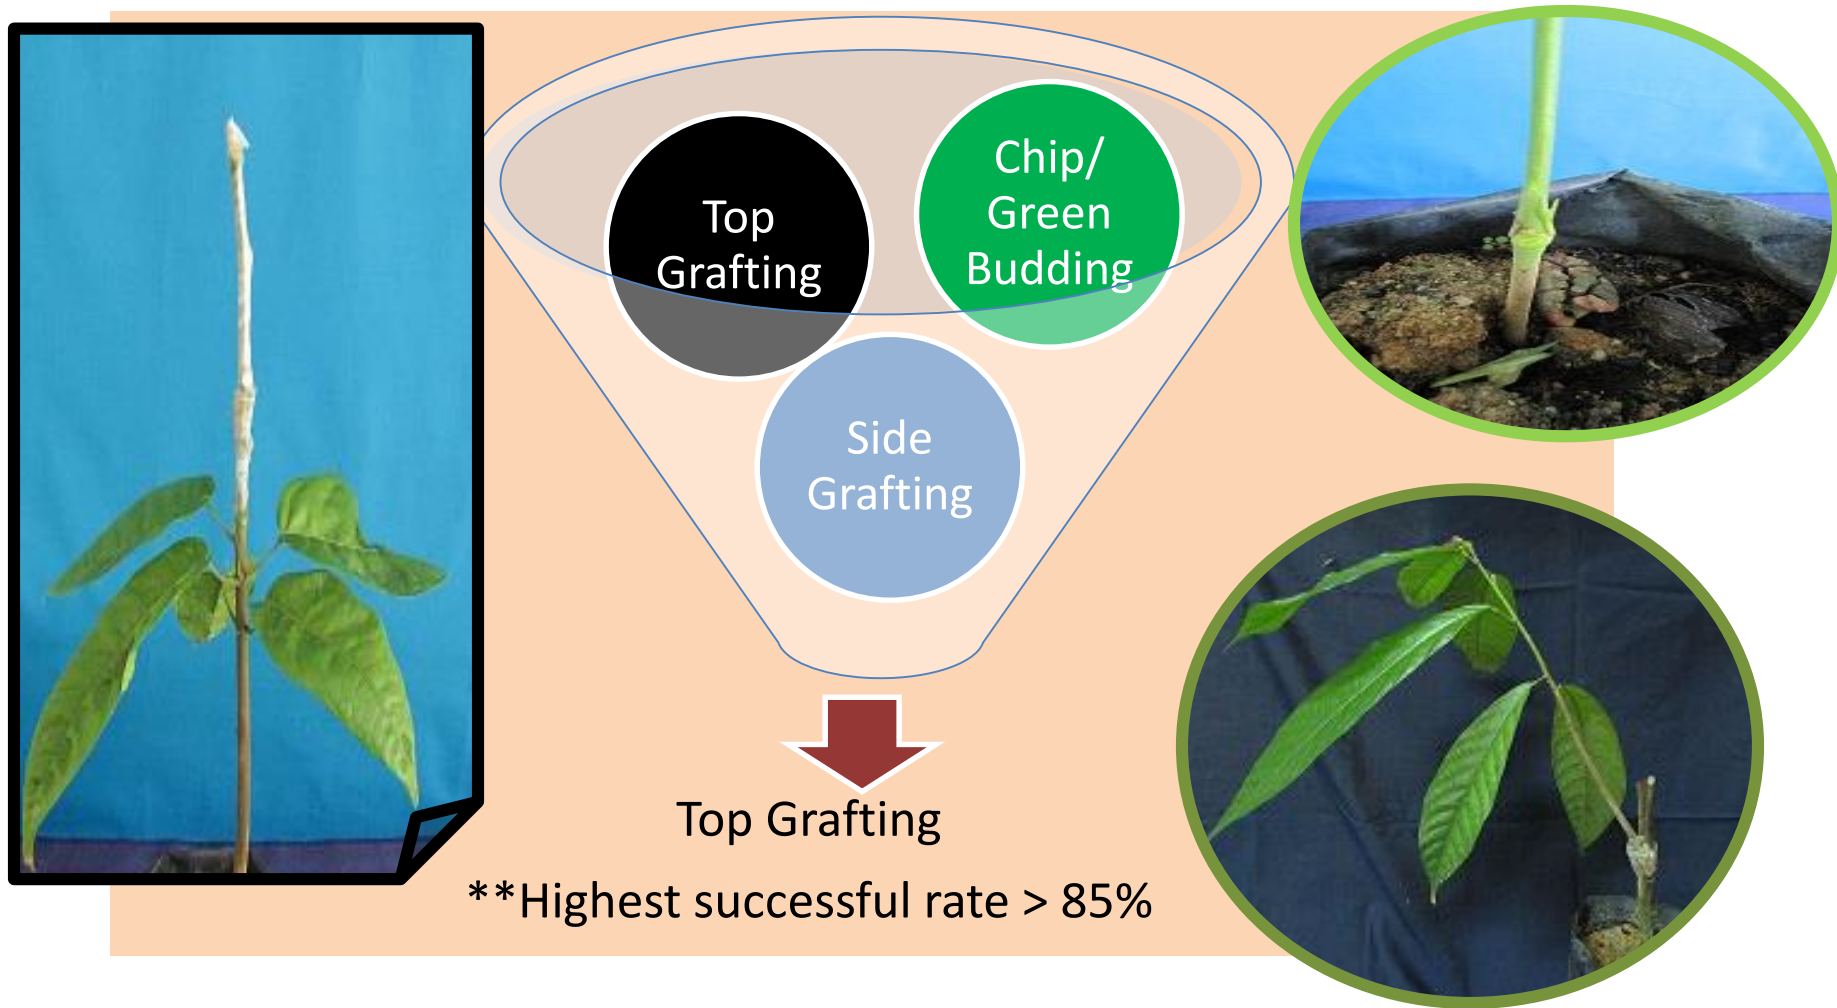 Top
Grafting
Chip/
Green
Budding
Side
Grafting
Top Grafting
**Highest successful rate > 85%